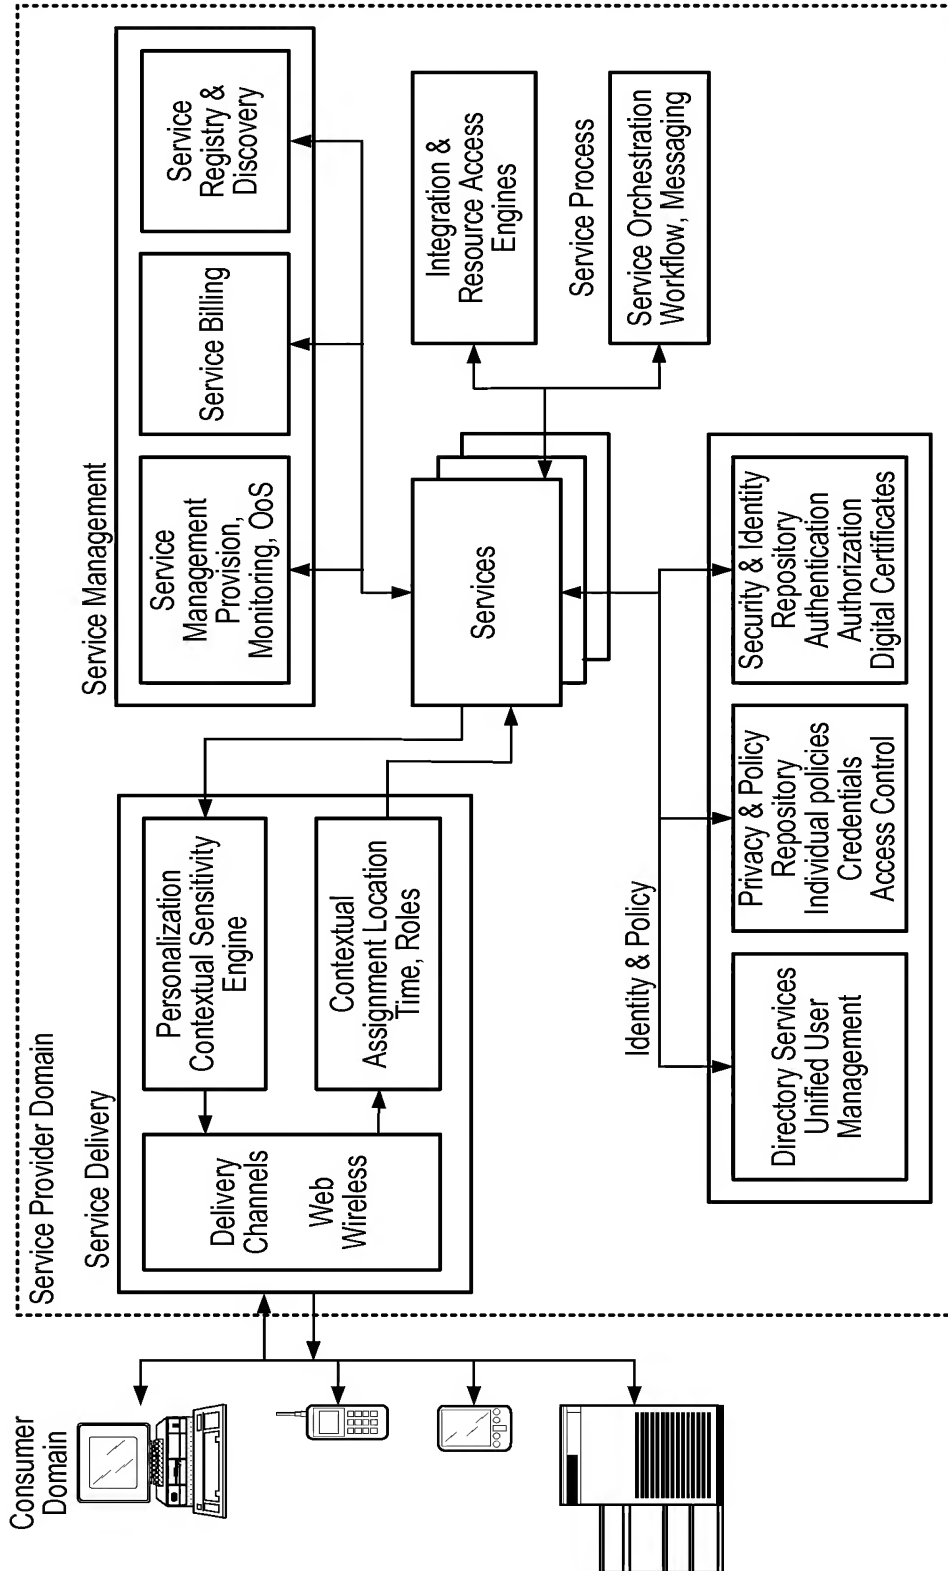 Consumer
Domain
Service Provider Domain
Service Delivery
Delivery
Channels
Web
Wireless
Personalization
Contextual Sensitivity
Engine
Contextual
Assignment Location
Time, Roles
Service Management
Service
Management
Provision,
Monitoring, OoS
Service Billing
Service
Registry &
Discovery
Services
Integration &
Resource Access
Engines
Service Process
Service Orchestration
Workflow, Messaging
Identity & Policy
Directory Services
Unified User
Management
Privacy & Policy
Repository
Individual policies
Credentials
Access Control
Security & Identity
Repository
Authentication
Authorization
Digital Certificates